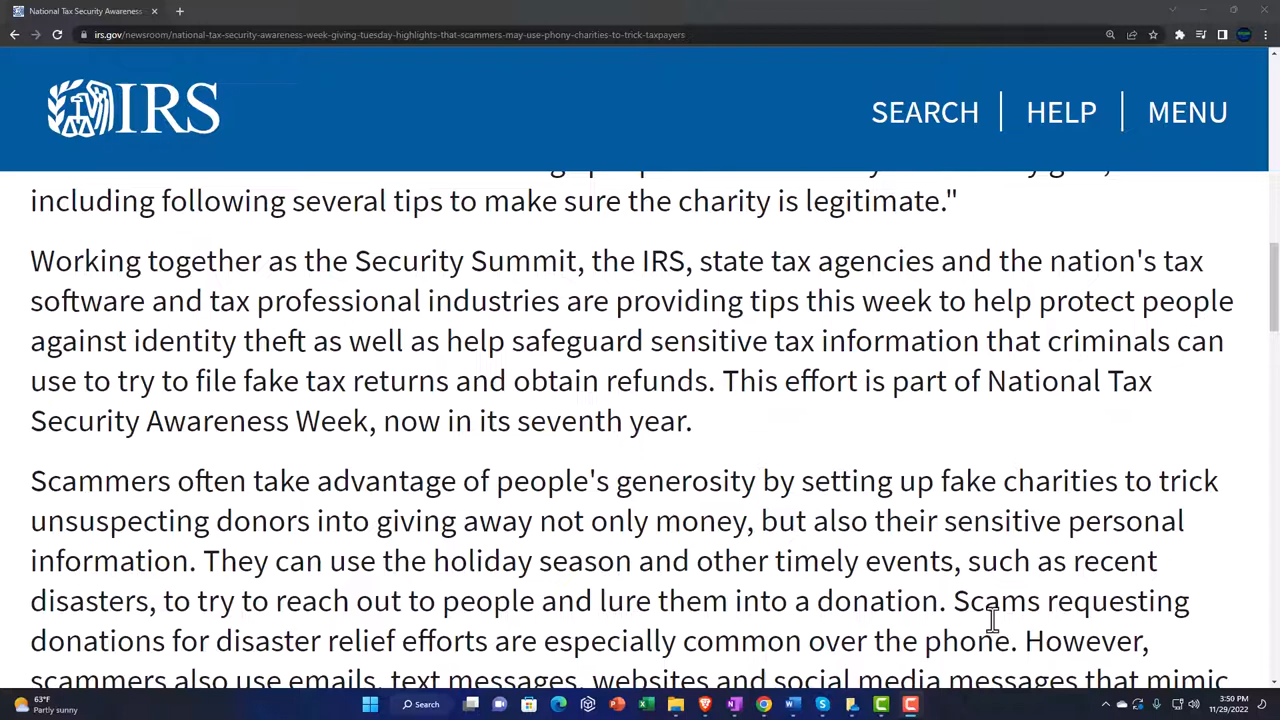 National Tax Security Awareness
irs.gov/newsroom/national-tax-security-awareness-week-giving-tuesday-highlights-that-scammers-may-use-phony-charities-to-trick-taxpayers
IRS
SEARCH
HELP
MENU
including following several tips to make sure the charity is legitimate."
Working together as the Security Summit, the IRS, state tax agencies and the nation's tax
software and tax professional industries are providing tips this week to help protect people
against identity theft as well as help safeguard sensitive tax information that criminals can
use to try to file fake tax returns and obtain refunds. This effort is part of National Tax
Security Awareness Week, now in its seventh year.
Scammers often take advantage of people's generosity by setting up fake charities to trick
unsuspecting donors into giving away not only money, but also their sensitive personal
information. They can use the holiday season and other timely events, such as recent
disasters, to try to reach out to people and lure them into a donation. Scams requesting
donations for disaster relief efforts are especially common over the phone. However,
scammers also use emails, text messages, websites and social media messages that mimic
63°F
Partly sunny
Search
3:50 PM
11/29/2022